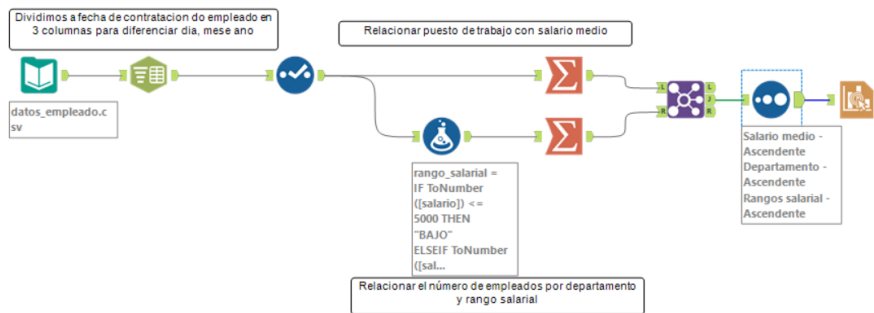 Dividimos a fecha de contratacion do empleado en
3 columnas para diferenciar dia, mese ano
Relacionar puesto de trabajo con salario medio
datos_empleado.c
sv
L
R
L
J
R
rango_salarial =
IF ToNumber
([salario]) <=
5000 THEN
"BAJO"
ELSEIF ToNumber
([sal...
Salario medio -
Ascendente
Departamento -
Ascendente
Rangos salarial -
Ascendente
Relacionar el número de empleados por departamento
y rango salarial